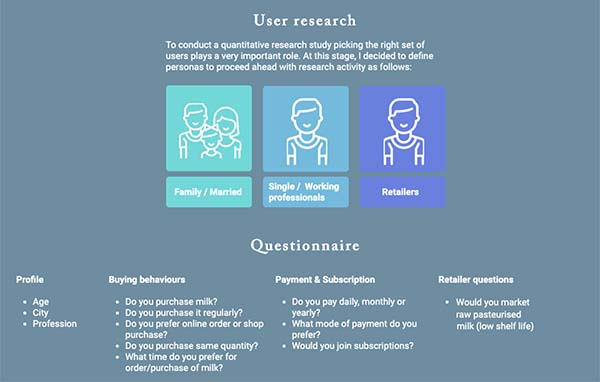 User research
To conduct a quantitative research study picking the right set of
users plays a very important role. At this stage, I decided to define
personas to proceed ahead with research activity as follows:
Family / Married
Single / Working
professionals
Retailers
Questionnaire
Profile
• Age
• City
• Profession
Buying behaviours
• Do you purchase milk?
• Do you purchase it regularly?
• Do you prefer online order or shop
purchase?
• Do you purchase same quantity?
• What time do you prefer for
order/purchase of milk?
Payment & Subscription
• Do you pay daily, monthly or
yearly?
• What mode of payment do you
prefer?
• Would you join subscriptions?
Retailer questions
• Would you market
raw pasteurised
milk (low shelf life)